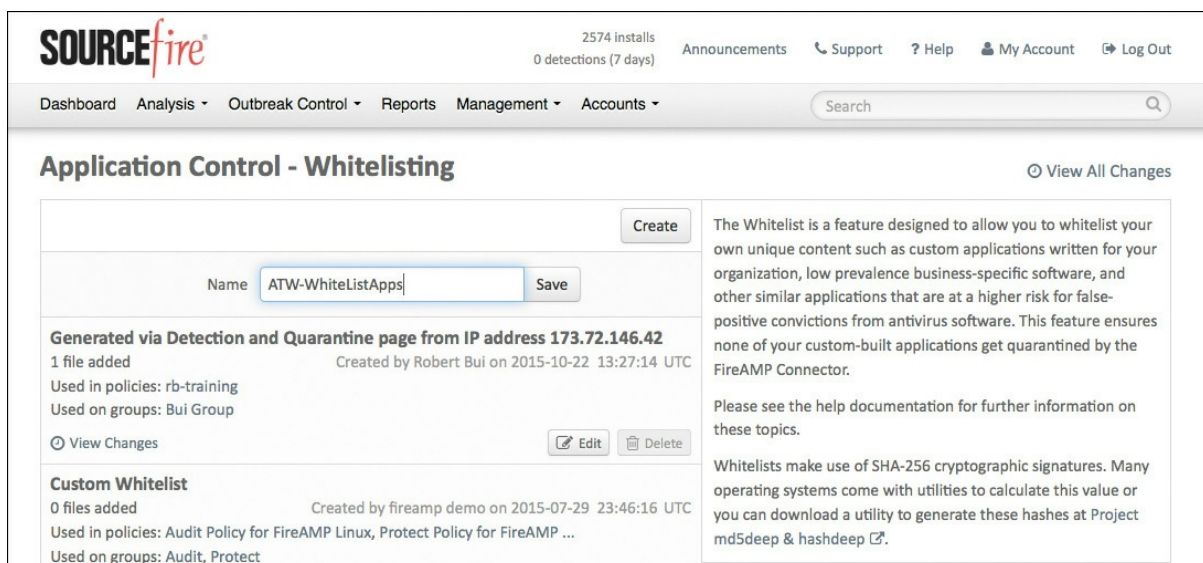 SOURCEfire®
2574 installs
0 detections (7 days)
Announcements Support ? Help My Account Log Out
Dashboard Analysis Outbreak Control Reports Management Accounts
Search
Application Control - Whitelisting
View All Changes
Create
Name ATW-WhiteListApps Save
Generated via Detection and Quarantine page from IP address 173.72.146.42
1 file added Created by Robert Bui on 2015-10-22 13:27:14 UTC
Used in policies: rb-training
Used on groups: Bui Group
View Changes Edit Delete
Custom Whitelist
0 files added Created by fireamp demo on 2015-07-29 23:46:16 UTC
Used in policies: Audit Policy for FireAMP Linux, Protect Policy for FireAMP ...
Used on groups: Audit, Protect
The Whitelist is a feature designed to allow you to whitelist your
own unique content such as custom applications written for your
organization, low prevalence business-specific software, and
other similar applications that are at a higher risk for false-
positive convictions from antivirus software. This feature ensures
none of your custom-built applications get quarantined by the
FireAMP Connector.
Please see the help documentation for further information on
these topics.
Whitelists make use of SHA-256 cryptographic signatures. Many
operating systems come with utilities to calculate this value or
you can download a utility to generate these hashes at Project
md5deep & hashdeep.